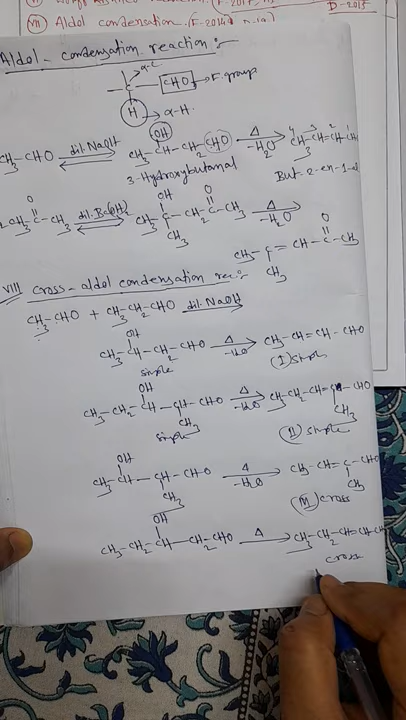 (VII) Aldol condensation. (F-2014
D-2015
Aldol - condensation reaction :-
α-C
- C - CHO → F. group
H → α-H.
CH3-CHO dil. NaOH CH3-CH-CH2-CHO Δ -H2O CH3-CH=CH-CHO
OH
3-Hydroxybutanal
But-2-en-1-al
2CH3-C-CH3 dil. Ba(OH)2 CH3-C-CH2-C-CH3 Δ -H2O
O OH O
CH3
CH3-C=CH-C-CH3
O
CH3
VIII Cross-aldol condensation rec :-
CH3-CHO + CH3-CH2-CHO dil. NaOH
OH
CH3-CH-CH2-CHO Δ -H2O CH3-CH=CH-CHO
simple (I) simple
OH
CH3-CH2-CH-CH-CHO Δ -H2O CH3-CH2-CH=C-CHO
CH3 CH3
simple (II) simple
OH
CH3-CH-CH-CHO Δ -H2O CH3-CH=C-CHO
CH3 CH3
(III) cross
OH
CH3-CH2-CH-CH2-CHO Δ CH3-CH2-CH=CH-CH
cross